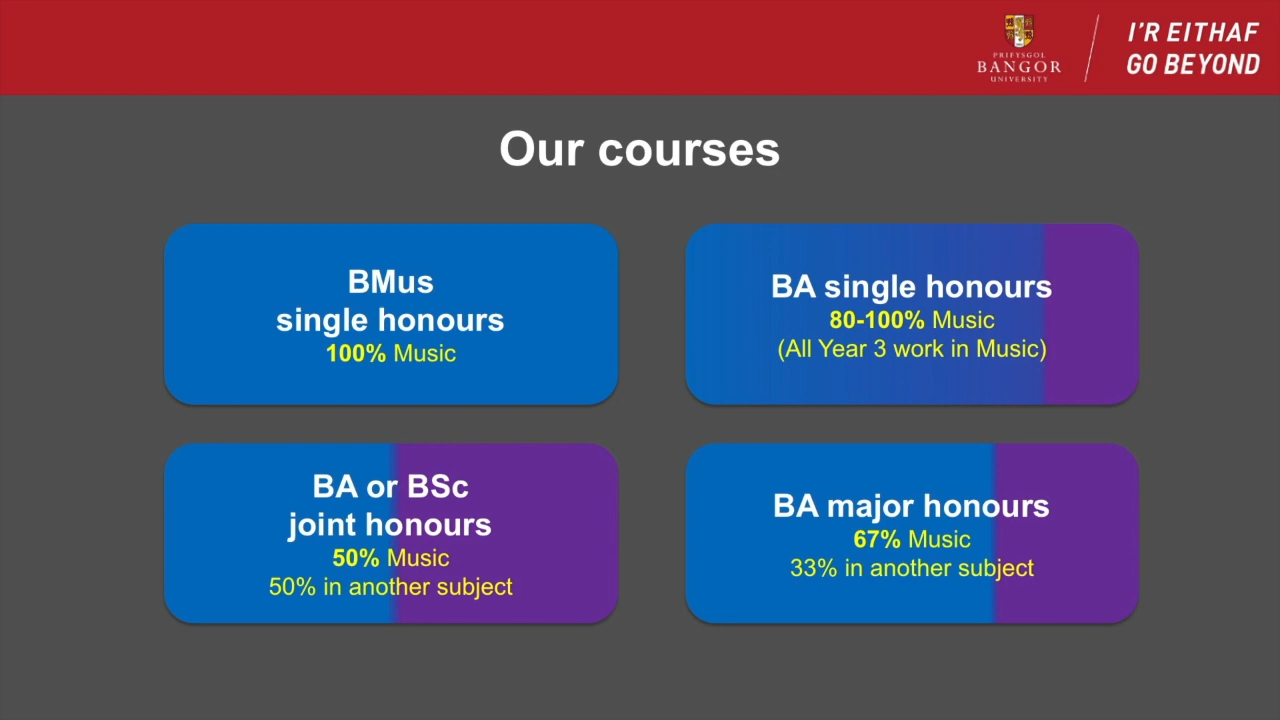 PRIFYSGOL
BANGOR
UNIVERSITY
I'R EITHAF
GO BEYOND
Our courses
BMus
single honours
100% Music
BA single honours
80-100% Music
(All Year 3 work in Music)
BA or BSc
joint honours
50% Music
50% in another subject
BA major honours
67% Music
33% in another subject